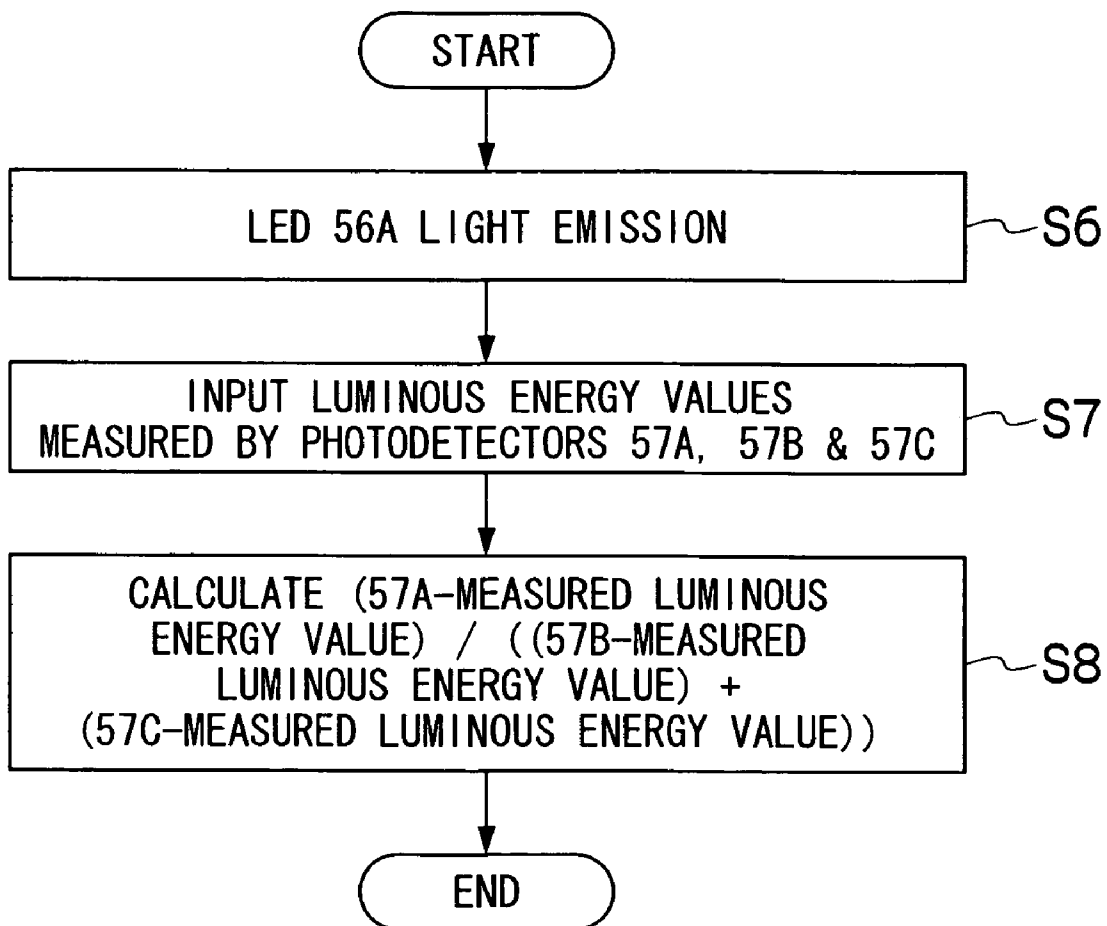 START
LED 56A LIGHT EMISSION
S6
INPUT LUMINOUS ENERGY VALUES
MEASURED BY PHOTODETECTORS 57A, 57B & 57C
S7
CALCULATE (57A-MEASURED LUMINOUS
ENERGY VALUE) / ((57B-MEASURED
LUMINOUS ENERGY VALUE) +
(57C-MEASURED LUMINOUS ENERGY VALUE))
S8
END